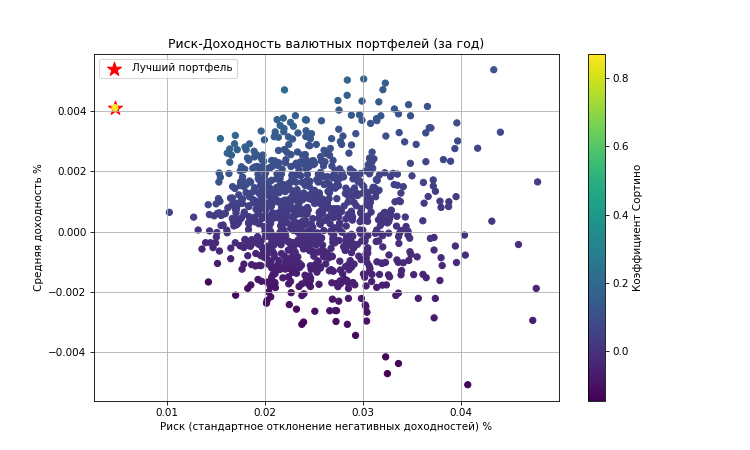 Риск-Доходность валютных портфелей (за год)
Лучший портфель
Средняя доходность %
0.004
0.002
0.000
−0.002
−0.004
0.01 0.02 0.03 0.04
Риск (стандартное отклонение негативных доходностей) %
0.8
0.6
0.4
0.2
0.0
Коэффициент Сортино